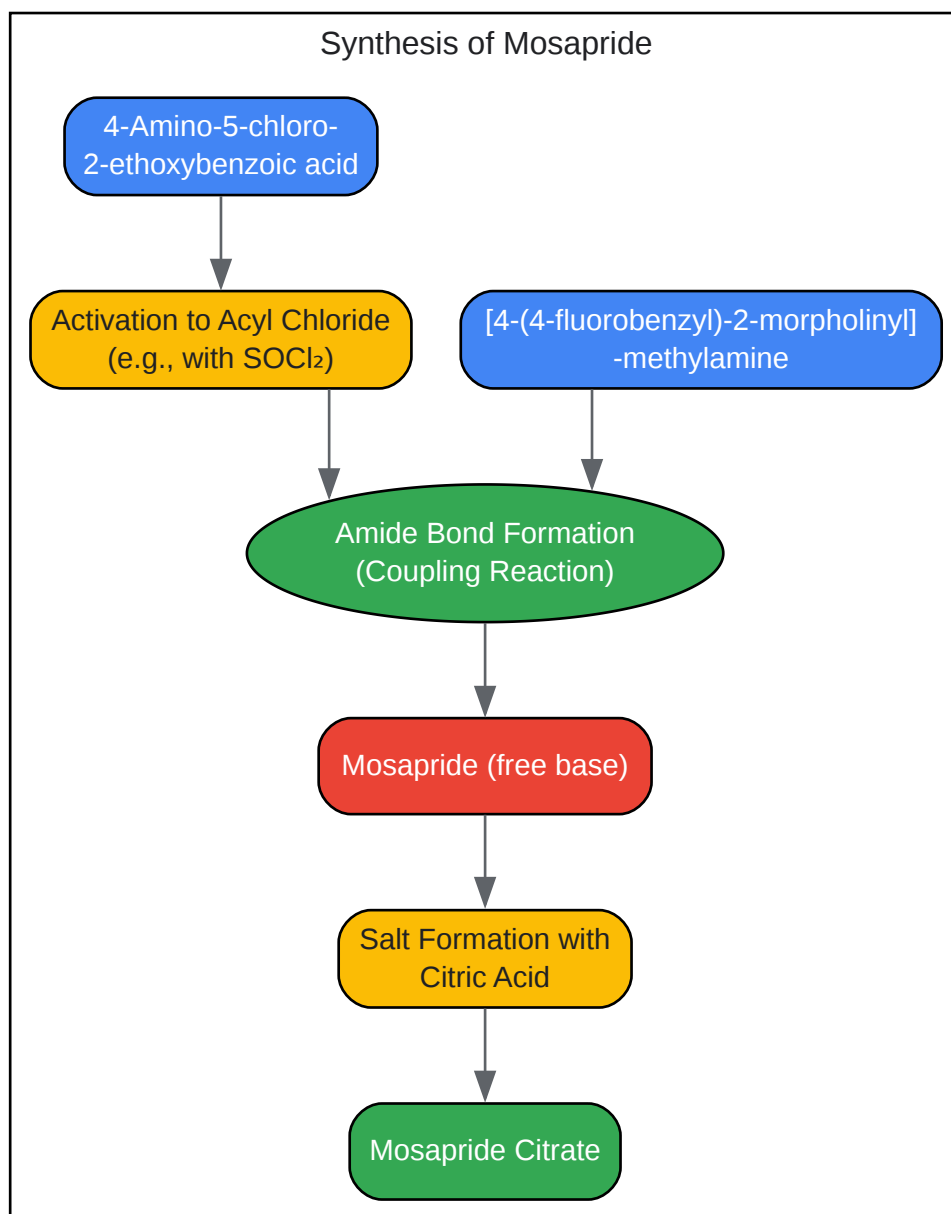 Synthesis of Mosapride
4-Amino-5-chloro-
2-ethoxybenzoic acid
Activation to Acyl Chloride
(e.g., with SOCl₂)
[4-(4-fluorobenzyl)-2-morpholinyl]
-methylamine
Amide Bond Formation
(Coupling Reaction)
Mosapride (free base)
Salt Formation with
Citric Acid
Mosapride Citrate